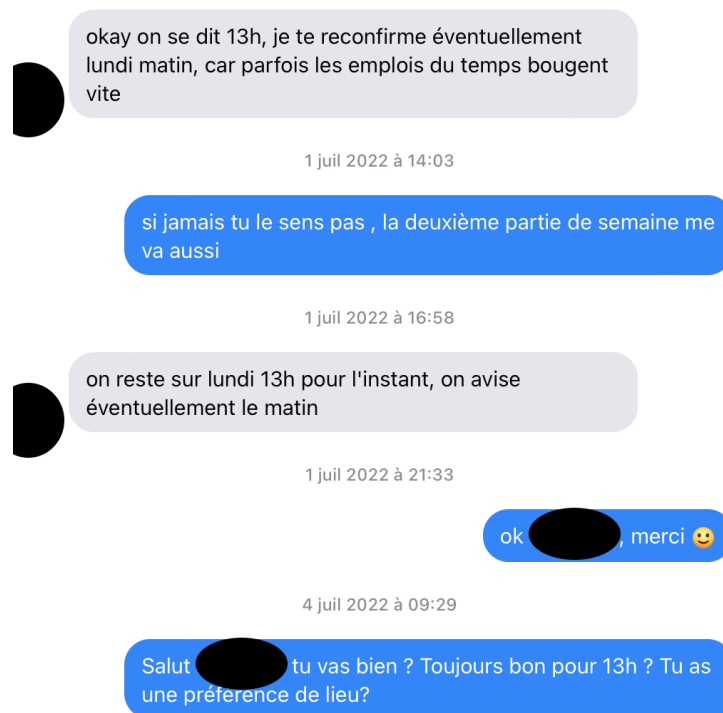 okay on se dit 13h, je te reconfirme éventuellement
lundi matin, car parfois les emplois du temps bougent
vite
1 juil 2022 à 14:03
si jamais tu le sens pas , la deuxième partie de semaine me
va aussi
1 juil 2022 à 16:58
on reste sur lundi 13h pour l'instant, on avise
éventuellement le matin
1 juil 2022 à 21:33
ok , merci 🙂
4 juil 2022 à 09:29
Salut tu vas bien ? Toujours bon pour 13h ? Tu as
une préférence de lieu?